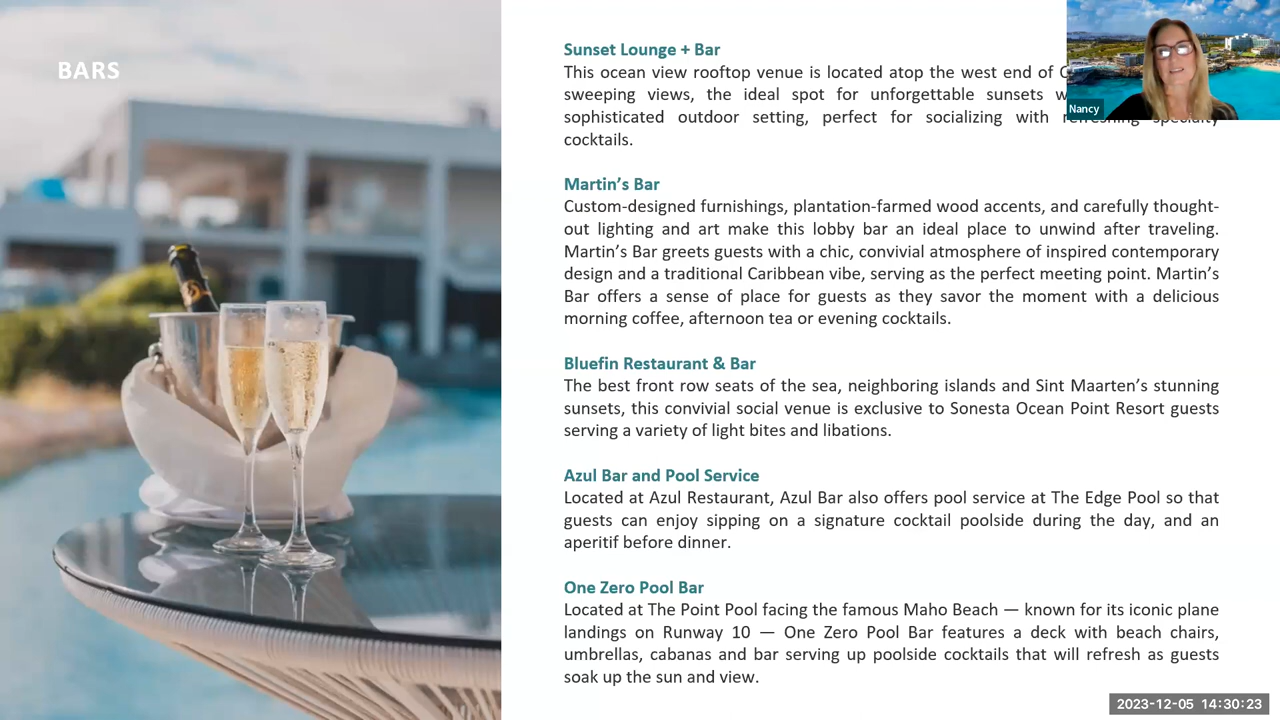 BARS
Sunset Lounge + Bar
This ocean view rooftop venue is located atop the west end of
sweeping views, the ideal spot for unforgettable sunsets
sophisticated outdoor setting, perfect for socializing with refreshing specialty
cocktails.
Martin's Bar
Custom-designed furnishings, plantation-farmed wood accents, and carefully thought-
out lighting and art make this lobby bar an ideal place to unwind after traveling.
Martin's Bar greets guests with a chic, convivial atmosphere of inspired contemporary
design and a traditional Caribbean vibe, serving as the perfect meeting point. Martin's
Bar offers a sense of place for guests as they savor the moment with a delicious
morning coffee, afternoon tea or evening cocktails.
Bluefin Restaurant & Bar
The best front row seats of the sea, neighboring islands and Sint Maarten's stunning
sunsets, this convivial social venue is exclusive to Sonesta Ocean Point Resort guests
serving a variety of light bites and libations.
Azul Bar and Pool Service
Located at Azul Restaurant, Azul Bar also offers pool service at The Edge Pool so that
guests can enjoy sipping on a signature cocktail poolside during the day, and an
aperitif before dinner.
One Zero Pool Bar
Located at The Point Pool facing the famous Maho Beach — known for its iconic plane
landings on Runway 10 — One Zero Pool Bar features a deck with beach chairs,
umbrellas, cabanas and bar serving up poolside cocktails that will refresh as guests
soak up the sun and view.
Nancy
2023-12-05 14:30:23